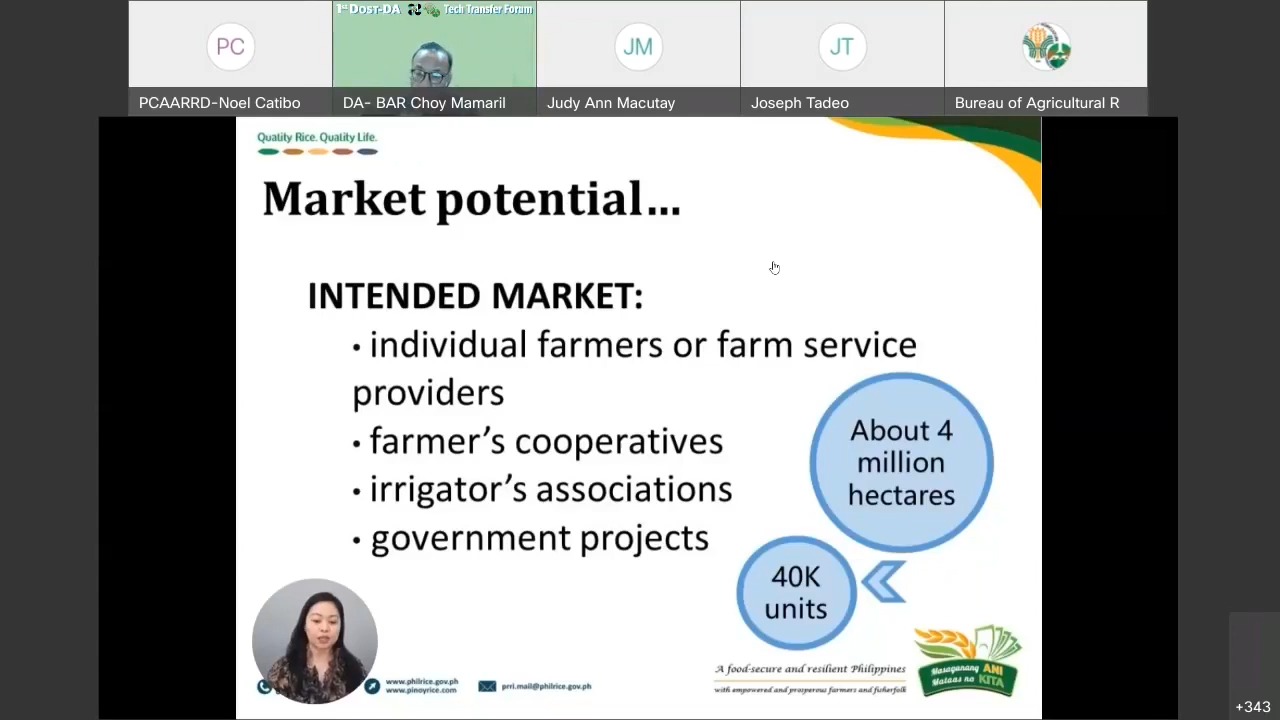 1st DOST-DA Tech Transfer Forum
PC
JM
JT
PCAARRD-Noel Catibo
DA- BAR Choy Mamaril
Judy Ann Macutay
Joseph Tadeo
Bureau of Agricultural R
Quality Rice. Quality Life.
Market potential...
INTENDED MARKET:
• individual farmers or farm service
providers
• farmer’s cooperatives
• irrigator’s associations
• government projects
About 4
million
hectares
40K
units
A food-secure and resilient Philippines
with empowered and prosperous farmers and fisherfolk
Masaganang ANI
Mataas na KITA
www.philrice.gov.ph
www.pinoyrice.com
prri.mail@philrice.gov.ph
+343